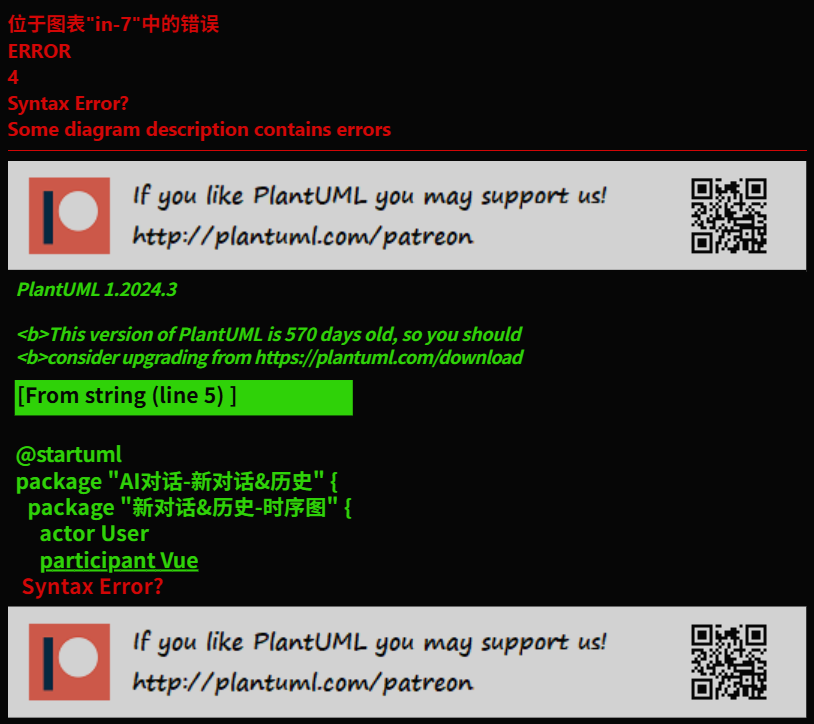 位于图表"in-7"中的错误
ERROR
4
Syntax Error?
Some diagram description contains errors
If you like PlantUML you may support us!
http://plantuml.com/patreon
PlantUML 1.2024.3
<b>This version of PlantUML is 570 days old, so you should
<b>consider upgrading from https://plantuml.com/download
[From string (line 5) ]
@startuml
package "AI对话-新对话&历史" {
package "新对话&历史-时序图" {
actor User
participant Vue
Syntax Error?
If you like PlantUML you may support us!
http://plantuml.com/patreon